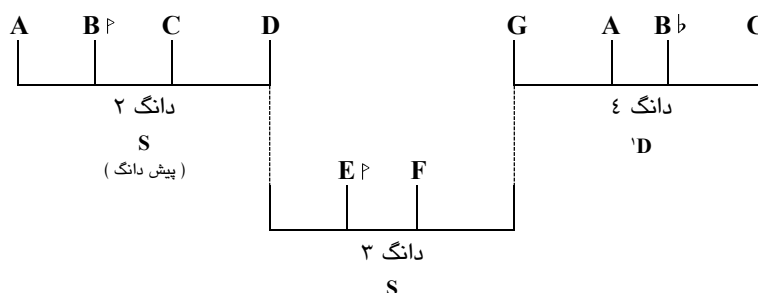 A B𝄳 C D G A B♭ C
دانگ ۲ دانگ ٤
S D'
( پیش دانگ )
E𝄳 F
دانگ ۳
S